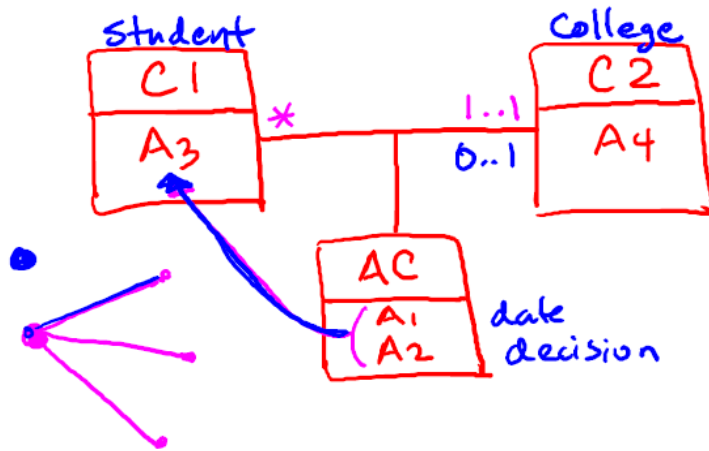 Student
College
C1
C2
*
1..1
A3
0..1
A4
AC
A1
date
A2
decision